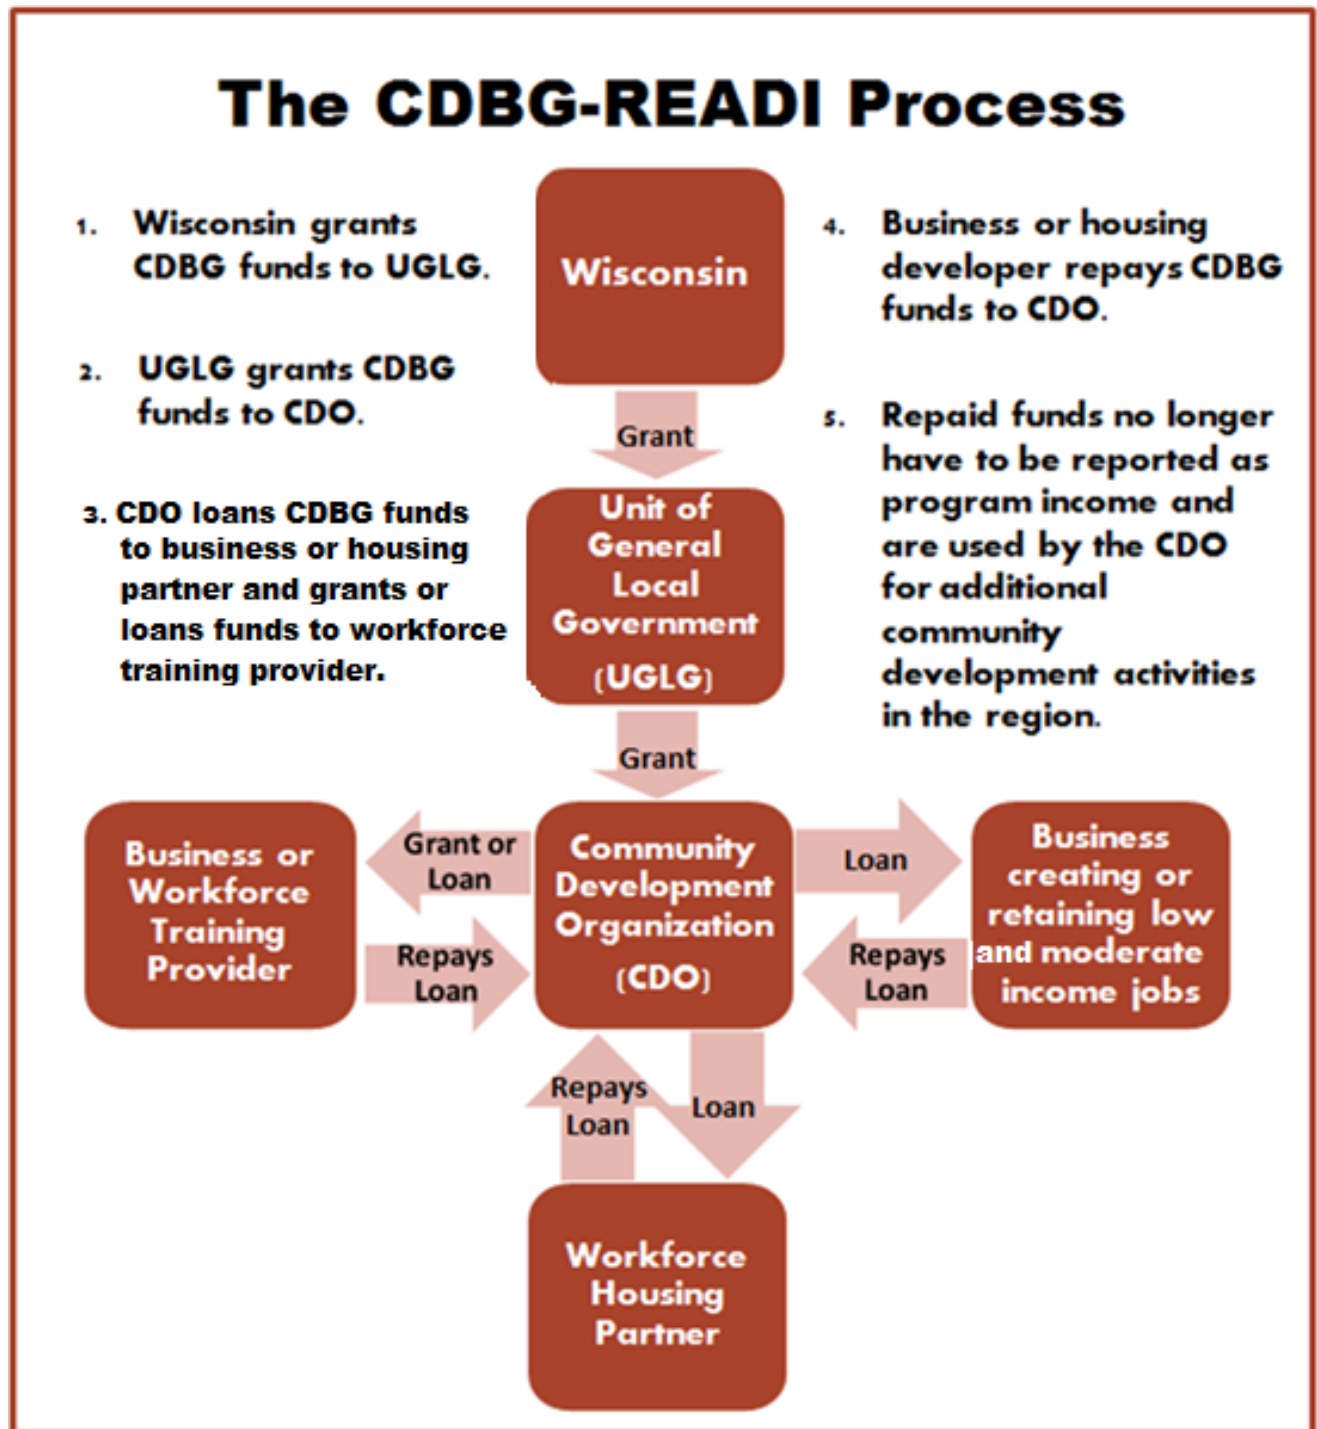 The CDBG-READI Process
1. Wisconsin grants
CDBG funds to UGLG.
2. UGLG grants CDBG
funds to CDO.
3. CDO loans CDBG funds
to business or housing
partner and grants or
loans funds to workforce
training provider.
Wisconsin
Grant
Unit of
General
Local
Government
(UGLG)
Grant
4. Business or housing
developer repays CDBG
funds to CDO.
5. Repaid funds no longer
have to be reported as
program income and
are used by the CDO
for additional
community
development activities
in the region.
Business or
Workforce
Training
Provider
Grant or
Loan
Repays
Loan
Community
Development
Organization
(CDO)
Loan
Repays
Loan
Business
creating or
retaining low
and moderate
income jobs
Repays
Loan
Loan
Workforce
Housing
Partner